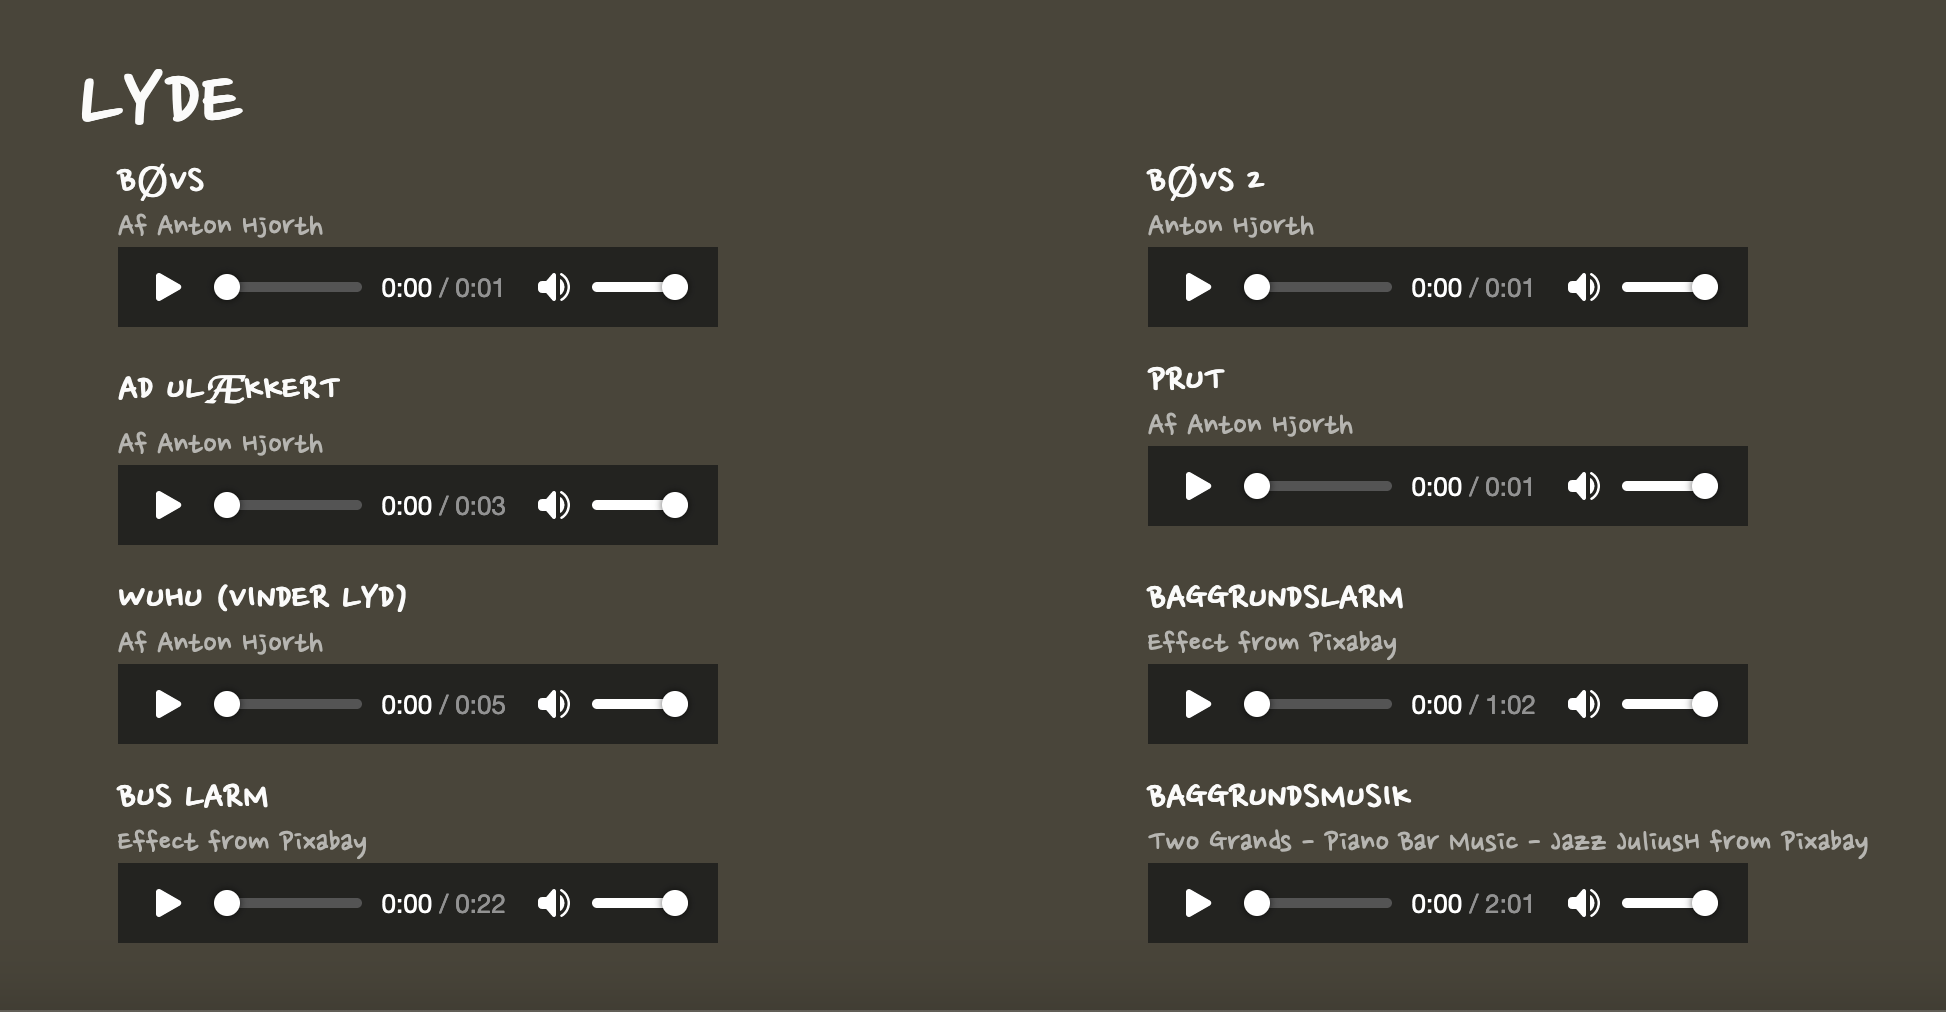 LYDE
BØVS
Af Anton Hjorth
0:00 / 0:01
BØVS 2
Anton Hjorth
0:00 / 0:01
AD ULÆKKERT
Af Anton Hjorth
0:00 / 0:03
PRUT
Af Anton Hjorth
0:00 / 0:01
WUHU (VINDER LYD)
Af Anton Hjorth
0:00 / 0:05
BAGGRUNDSLARM
Effect from Pixabay
0:00 / 1:02
BUS LARM
Effect from Pixabay
0:00 / 0:22
BAGGRUNDSMUSIK
Two Grands - Piano Bar Music - Jazz JuliusH from Pixabay
0:00 / 2:01